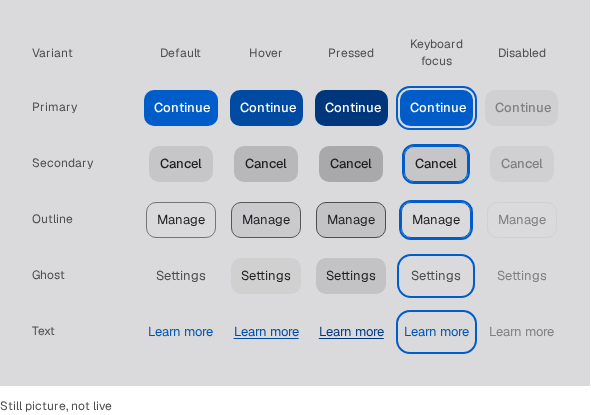 Variant Default Hover Pressed Keyboard focus Disabled
Primary Continue Continue Continue Continue Continue
Secondary Cancel Cancel Cancel Cancel Cancel
Outline Manage Manage Manage Manage Manage
Ghost Settings Settings Settings Settings Settings
Text Learn more Learn more Learn more Learn more Learn more
Still picture, not live